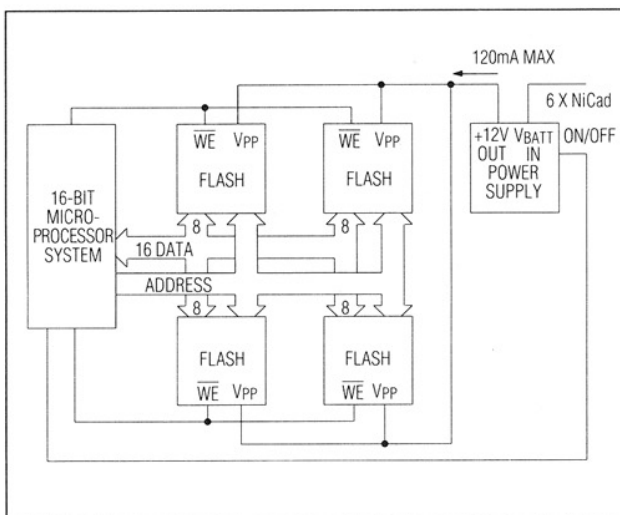 120mA MAX
6 X NiCad
ON/OFF
+12V VBATT
OUT IN
POWER
SUPPLY
WE VPP
FLASH
WE VPP
FLASH
16-BIT
MICRO-
PROCESSOR
SYSTEM
8
8
16 DATA
ADDRESS
8
8
FLASH
WE VPP
FLASH
WE VPP